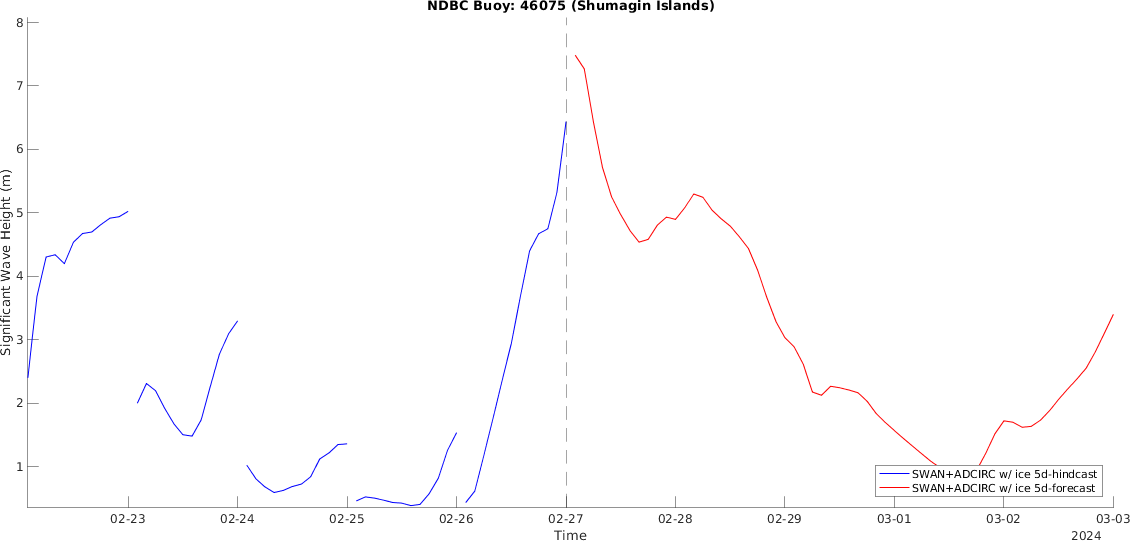 NDBC Buoy: 46075 (Shumagin Islands)
8
7
6
5
4
3
2
1
Significant Wave Height (m)
SWAN+ADCIRC w/ ice 5d-hindcast
SWAN+ADCIRC w/ ice 5d-forecast
02-23 02-24 02-25 02-26 02-27 02-28 02-29 03-01 03-02 03-03
Time
2024